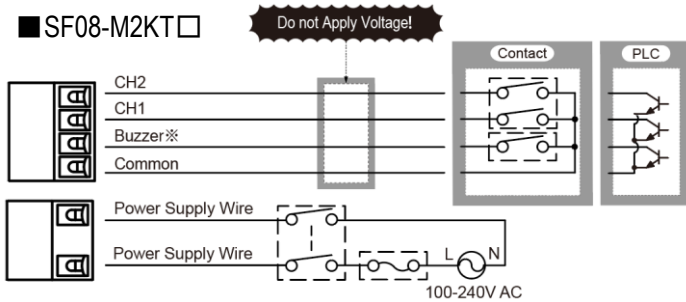 ■SF08-M2KT□
Do not Apply Voltage!
Contact
PLC
CH2
CH1
Buzzer※
Common
Power Supply Wire
Power Supply Wire
L
N
100-240V AC